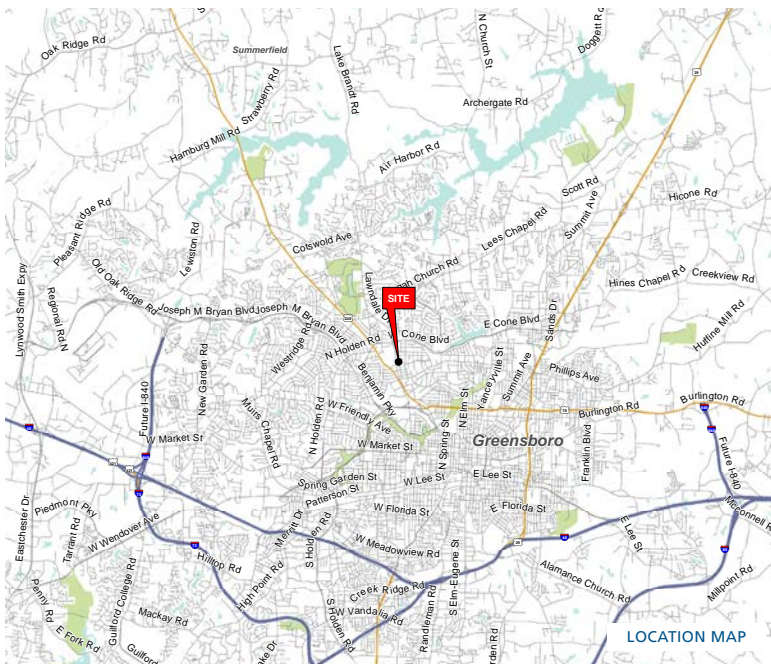 Oak Ridge Rd
Summerfield
Lake Brandt Rd
N Church St
Doggett Rd
Strawberry Rd
Archergate Rd
Hamburg Mill Rd
Air Harbor Rd
Scott Rd
Hicone Rd
Pleasant Ridge Rd
Lewiston Rd
Cotswold Ave
Lees Chapel Rd
Summit Ave
Old Oak Ridge Rd
Lawndale Dr
Church Rd
Hines Chapel Rd
Creekview Rd
Lynwood Smith Expy
Regional Rd N
SITE
Joseph M Bryan Blvd
Joseph M Bryan Blvd
E Cone Blvd
Sands Dr
Huffine Mill Rd
Westridge Rd
N Holden Rd
W Cone Blvd
Future I-840
New Garden Rd
Benjamin Pky
Yanceyville St
Summit Ave
Phillips Ave
Muirs Chapel Rd
N Holden Rd
W Friendly Ave
N Elm St
Burlington Rd
Burlington Rd
W Market St
W Market St
N Spring St
Greensboro
Franklin Blvd
Future I-840
Spring Garden St
W Lee St
E Lee St
Patterson St
Eastchester Dr
Piedmont Pky
Tarrant Rd
W Wendover Ave
Merritt Dr
S Holden Rd
W Florida St
E Florida St
E Lee St
Mcconnell R
Hilltop Rd
W Meadowview Rd
Penny Rd
Guilford College Rd
High Point Rd
Creek Ridge Rd
S Elm-Eugene St
Alamance Church Rd
Millpoint Rd
Mackay Rd
S Holden Rd
W Vandalia Rd
Randleman Rd
E Fork Rd
Guilfor
ke Dr
rden Rd
LOCATION MAP